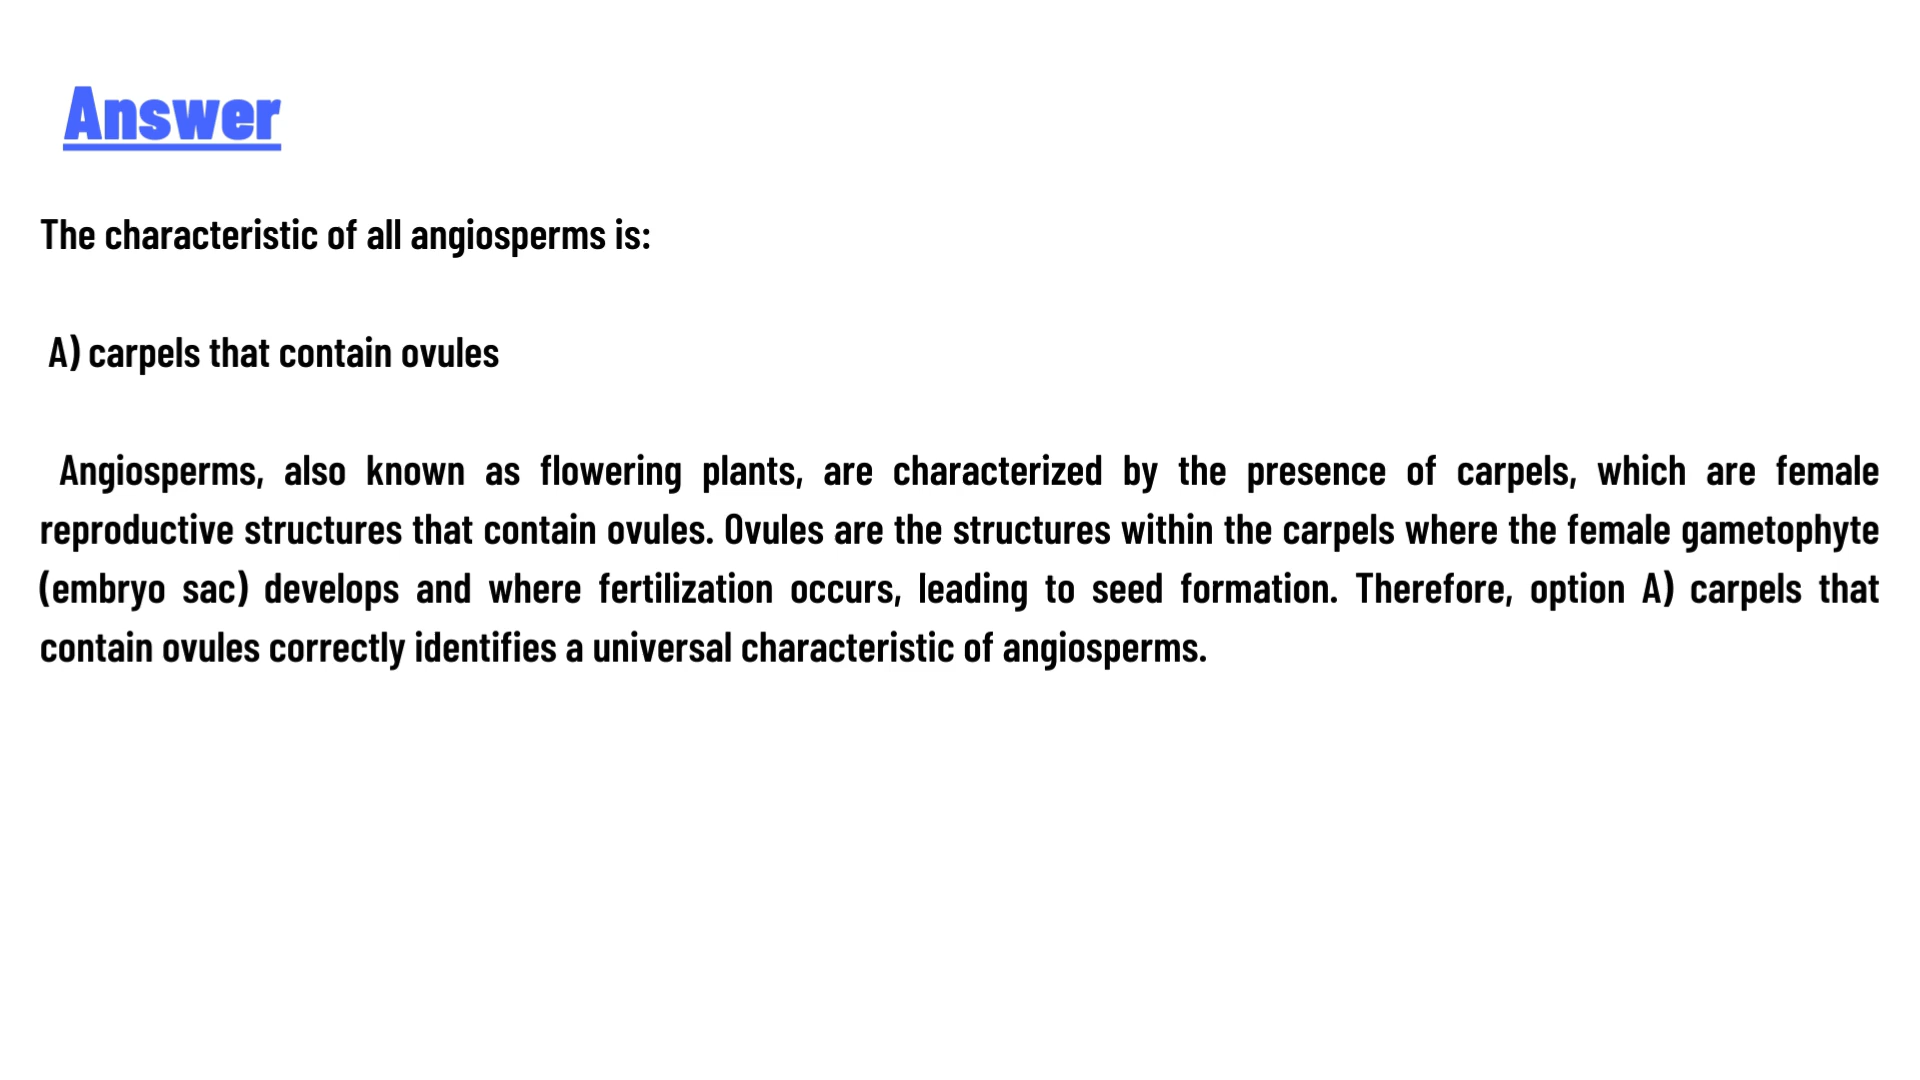 Answer
The characteristic of all angiosperms is:
A) carpels that contain ovules
Angiosperms, also known as flowering plants, are characterized by the presence of carpels, which are female
reproductive structures that contain ovules. Ovules are the structures within the carpels where the female gametophyte
(embryo sac) develops and where fertilization occurs, leading to seed formation. Therefore, option A) carpels that
contain ovules correctly identifies a universal characteristic of angiosperms.